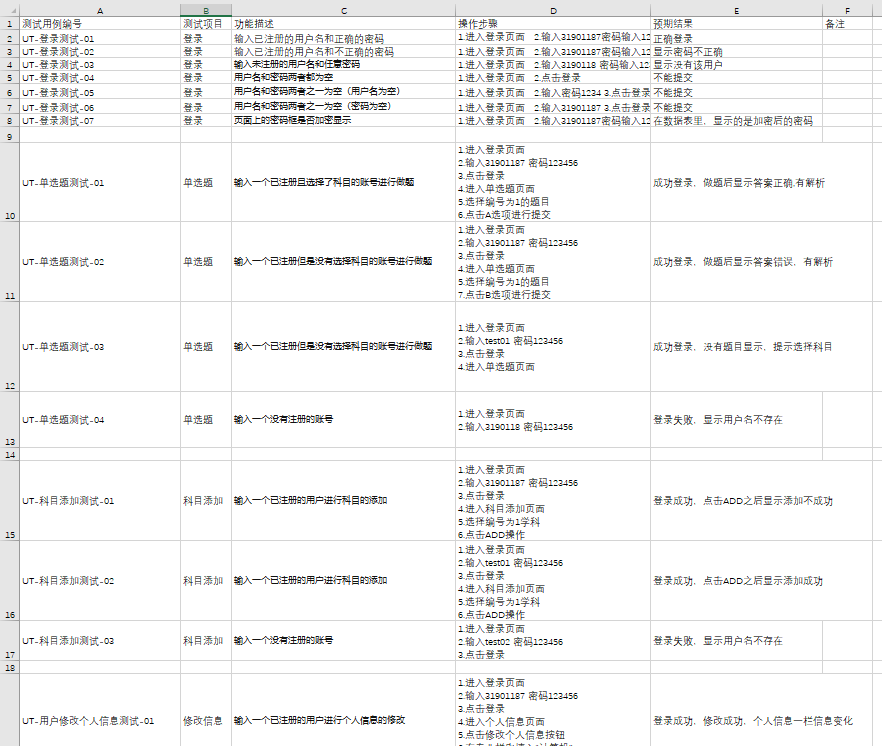 A B C D E F
1 测试用例编号 测试项目 功能描述 操作步骤 预期结果 备注
2 UT-登录测试-01 登录 输入已注册的用户名和正确的密码 1.进入登录页面 2.输入31901187密码输入12 正确登录
3 UT-登录测试-02 登录 输入已注册的用户名和不正确的密码 1.进入登录页面 2.输入31901187密码输入12 显示密码不正确
4 UT-登录测试-03 登录 输入未注册的用户名和任意密码 1.进入登录页面 2.输入3190118 密码输入12 显示没有该用户
5 UT-登录测试-04 登录 用户名和密码两者都为空 1.进入登录页面 2.点击登录 不能提交
6 UT-登录测试-05 登录 用户名和密码两者之一为空（用户名为空） 1.进入登录页面 2.输入密码1234 3.点击登录 不能提交
7 UT-登录测试-06 登录 用户名和密码两者之一为空（密码为空） 1.进入登录页面 2.输入31901187 3.点击登录 不能提交
8 UT-登录测试-07 登录 页面上的密码框是否加密显示 1.进入登录页面 2.输入31901187密码输入12 在数据表里，显示的是加密后的密码
9
1.进入登录页面
2.输入31901187 密码123456
3.点击登录
10 UT-单选题测试-01 单选题 输入一个已注册且选择了科目的账号进行做题 4.进入单选题页面 成功登录，做题后显示答案正确,有解析
5.选择编号为1的题目
6.点击A选项进行提交
1.进入登录页面
2.输入31901187 密码123456
3.点击登录
11 UT-单选题测试-02 单选题 输入一个已注册但是没有选择科目的账号进行做题 4.进入单选题页面 成功登录，做题后显示答案错误，有解析
5.选择编号为1的题目
7.点击B选项进行提交
1.进入登录页面
2.输入test01 密码123456
12 UT-单选题测试-03 单选题 输入一个已注册但是没有选择科目的账号进行做题 3.点击登录 成功登录，没有题目显示，提示选择科目
4.进入单选题页面
1.进入登录页面
13 UT-单选题测试-04 单选题 输入一个没有注册的账号 2.输入3190118 密码123456 登录失败，显示用户名不存在
14
1.进入登录页面
2.输入31901187 密码123456
3.点击登录
15 UT-科目添加测试-01 科目添加 输入一个已注册的用户进行科目的添加 4.进入科目添加页面 登录成功，点击ADD之后显示添加不成功
5.选择编号为1学科
6.点击ADD操作
1.进入登录页面
2.输入test01 密码123456
3.点击登录
16 UT-科目添加测试-02 科目添加 输入一个已注册的用户进行科目的添加 4.进入科目添加页面 登录成功，点击ADD之后显示添加成功
5.选择编号为1学科
6.点击ADD操作
1.进入登录页面
17 UT-科目添加测试-03 科目添加 输入一个没有注册的账号 2.输入test02 密码123456 登录失败，显示用户名不存在
3.点击登录
18
1.进入登录页面
2.输入31901187 密码123456
3.点击登录
UT-用户修改个人信息测试-01 修改信息 输入一个已注册的用户进行个人信息的修改 4.进入个人信息页面 登录成功，修改成功，个人信息一栏信息变化
5.点击修改个人信息按钮